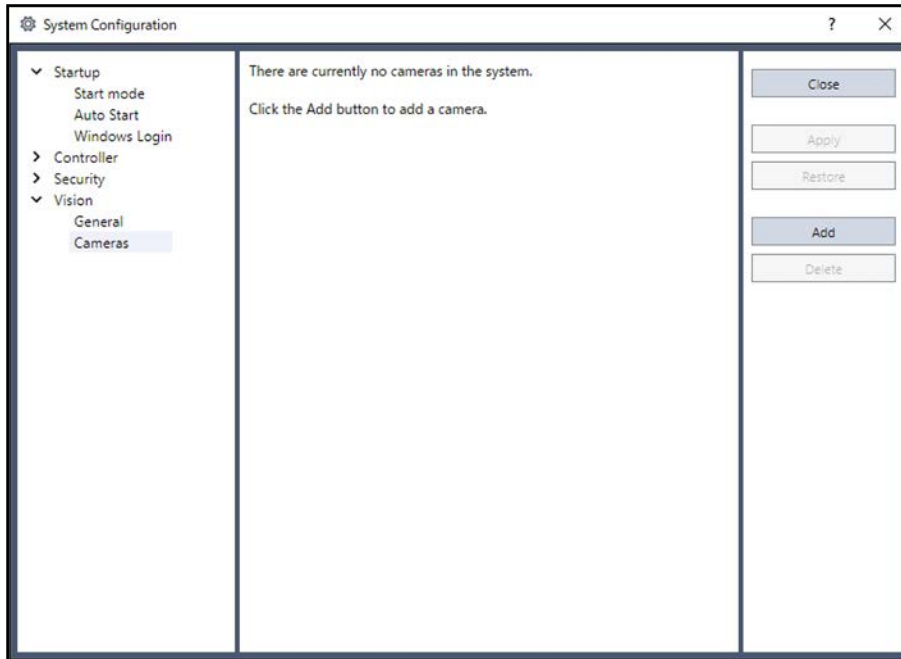 System Configuration
?
Startup
Start mode
Auto Start
Windows Login
Controller
Security
Vision
General
Cameras
There are currently no cameras in the system.
Click the Add button to add a camera.
Close
Apply
Restore
Add
Delete